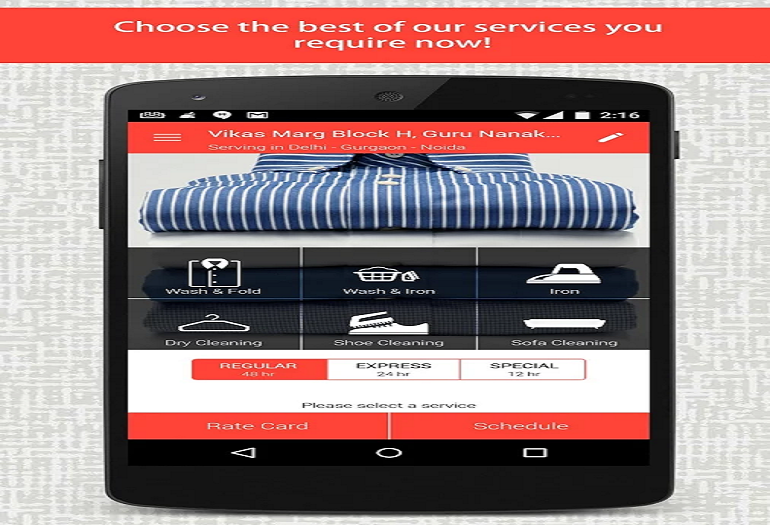 Choose the best of our services you
require now!
2:16
Vikas Marg Block H, Guru Nanak...
Serving in Delhi - Gurgaon - Noida
Wash & Fold
Wash & Iron
Iron
Dry Cleaning
Shoe Cleaning
Sofa Cleaning
REGULAR
48 hr
EXPRESS
24 hr
SPECIAL
12 hr
Please select a service
Rate Card
Schedule